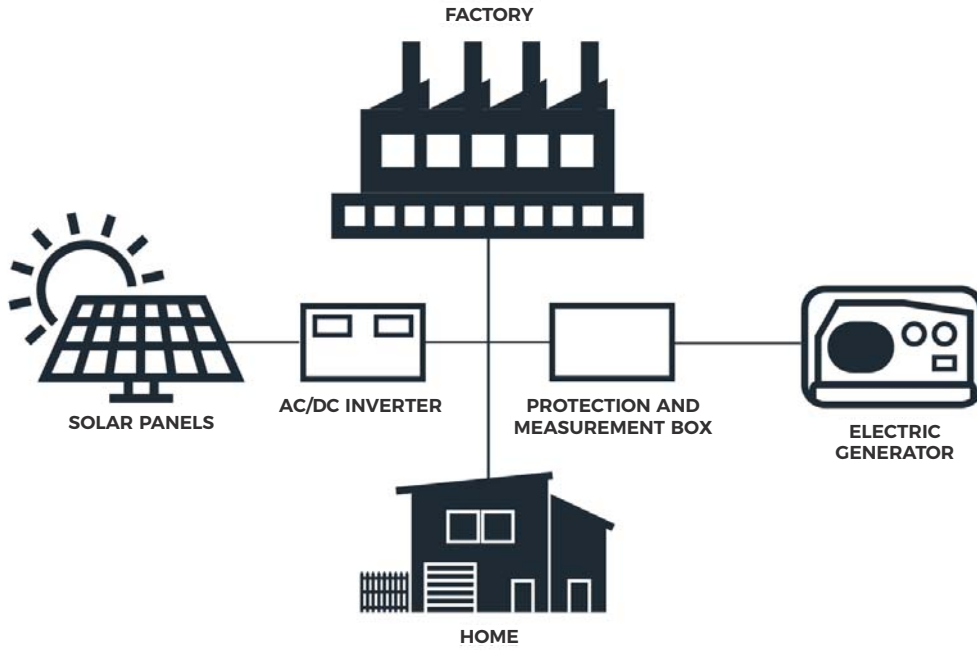 FACTORY
SOLAR PANELS
AC/DC INVERTER
PROTECTION AND
MEASUREMENT BOX
ELECTRIC
GENERATOR
HOME